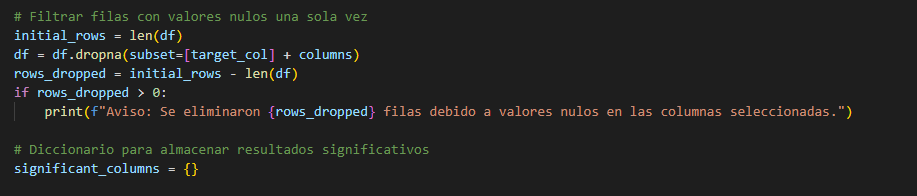 # Filtrar filas con valores nulos una sola vez
initial_rows = len(df)
df = df.dropna(subset=[target_col] + columns)
rows_dropped = initial_rows - len(df)
if rows_dropped > 0:
    print(f"Aviso: Se eliminaron {rows_dropped} filas debido a valores nulos en las columnas seleccionadas.")
# Diccionario para almacenar resultados significativos
significant_columns = {}